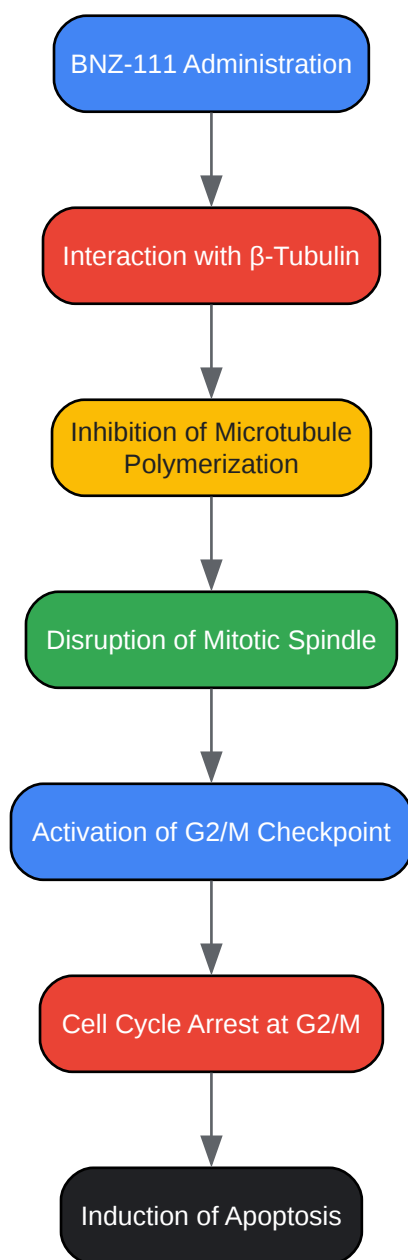 BNZ-111 Administration
Interaction with β-Tubulin
Inhibition of Microtubule
Polymerization
Disruption of Mitotic Spindle
Activation of G2/M Checkpoint
Cell Cycle Arrest at G2/M
Induction of Apoptosis